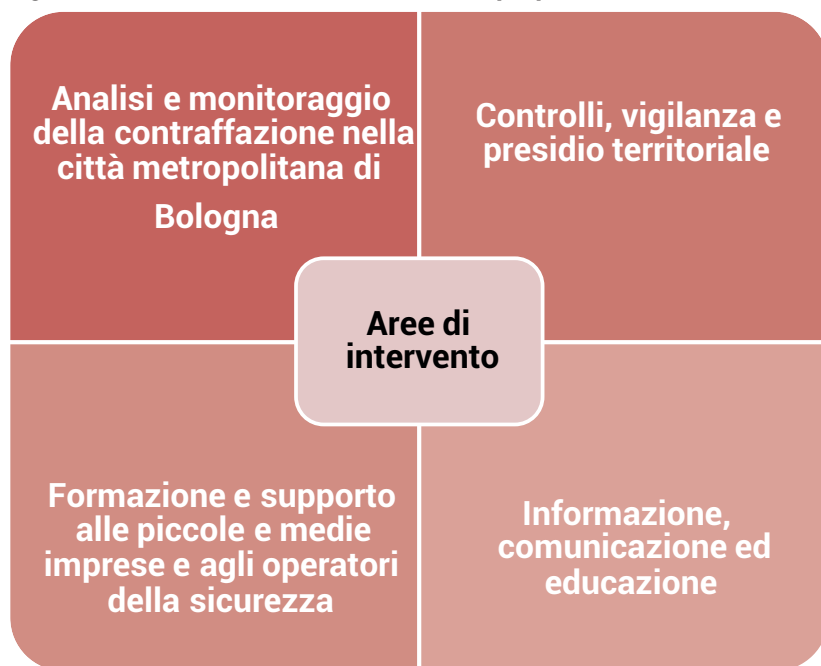 Analisi e monitoraggio
della contraffazione nella
città metropolitana di
Bologna
Controlli, vigilanza e
presidio territoriale
Aree di
intervento
Formazione e supporto
alle piccole e medie
imprese e agli operatori
della sicurezza
Informazione,
comunicazione ed
educazione